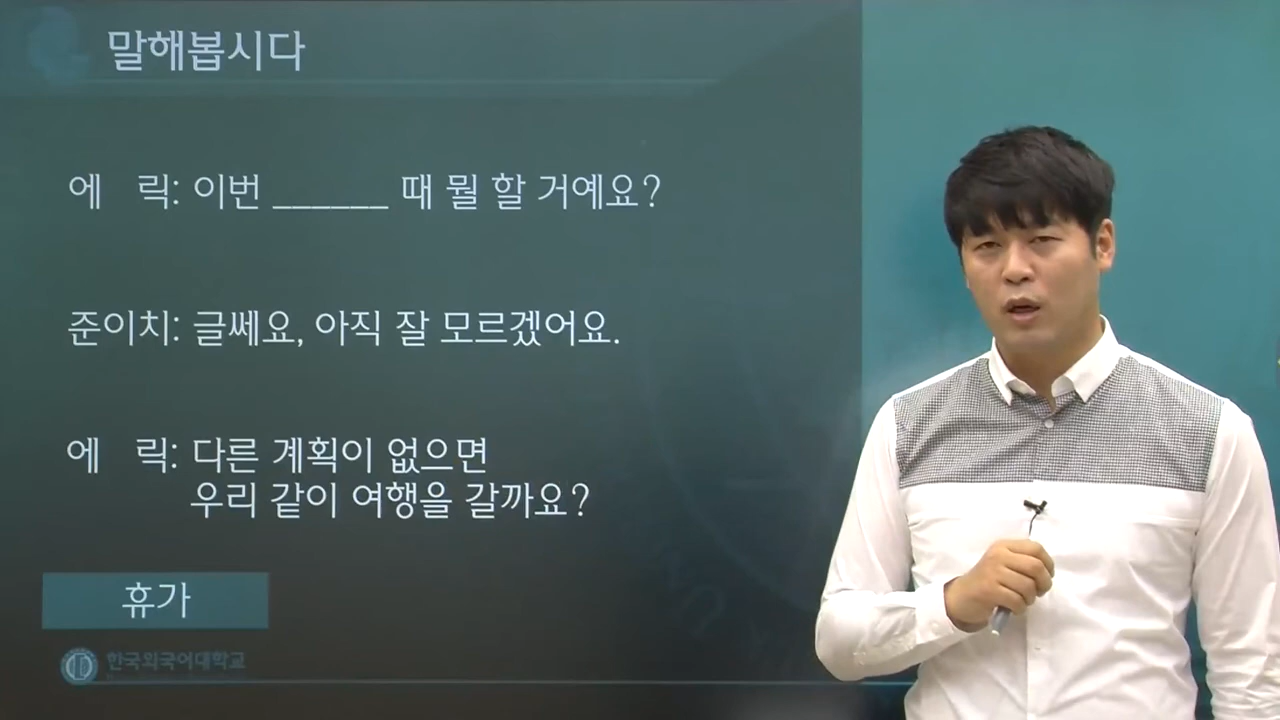 말해봅시다
에 릭: 이번 ______ 때 뭘 할 거예요?
준이치: 글쎄요, 아직 잘 모르겠어요.
에 릭: 다른 계획이 없으면
우리 같이 여행을 갈까요?
휴가
한국외국어대학교